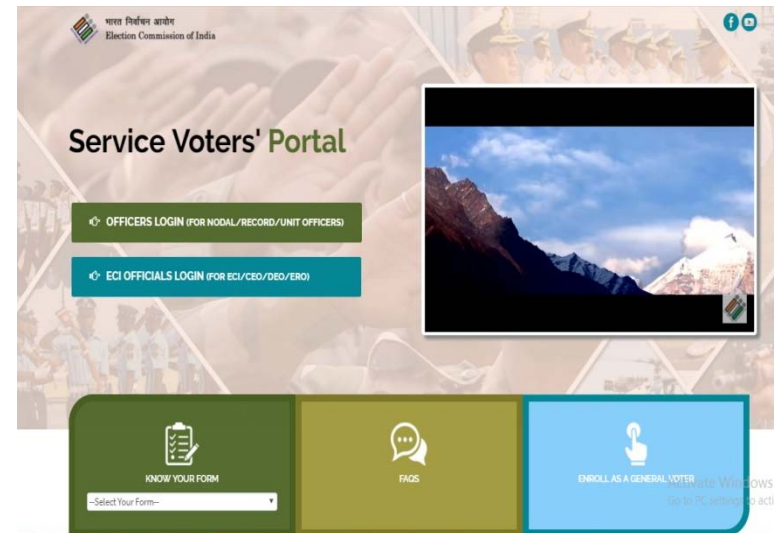 भारत निर्वाचन आयोग
Election Commission of India
Service Voters' Portal
OFFICERS LOGIN (FOR NODAL/RECORD/UNIT OFFICERS)
ECI OFFICIALS LOGIN (FOR ECI/CEO/DEO/ERO)
KNOW YOUR FORM
--Select Your Form--
FAQS
ENROLL AS A GENERAL VOTER
Activate Windows
Go to PC settings to acti